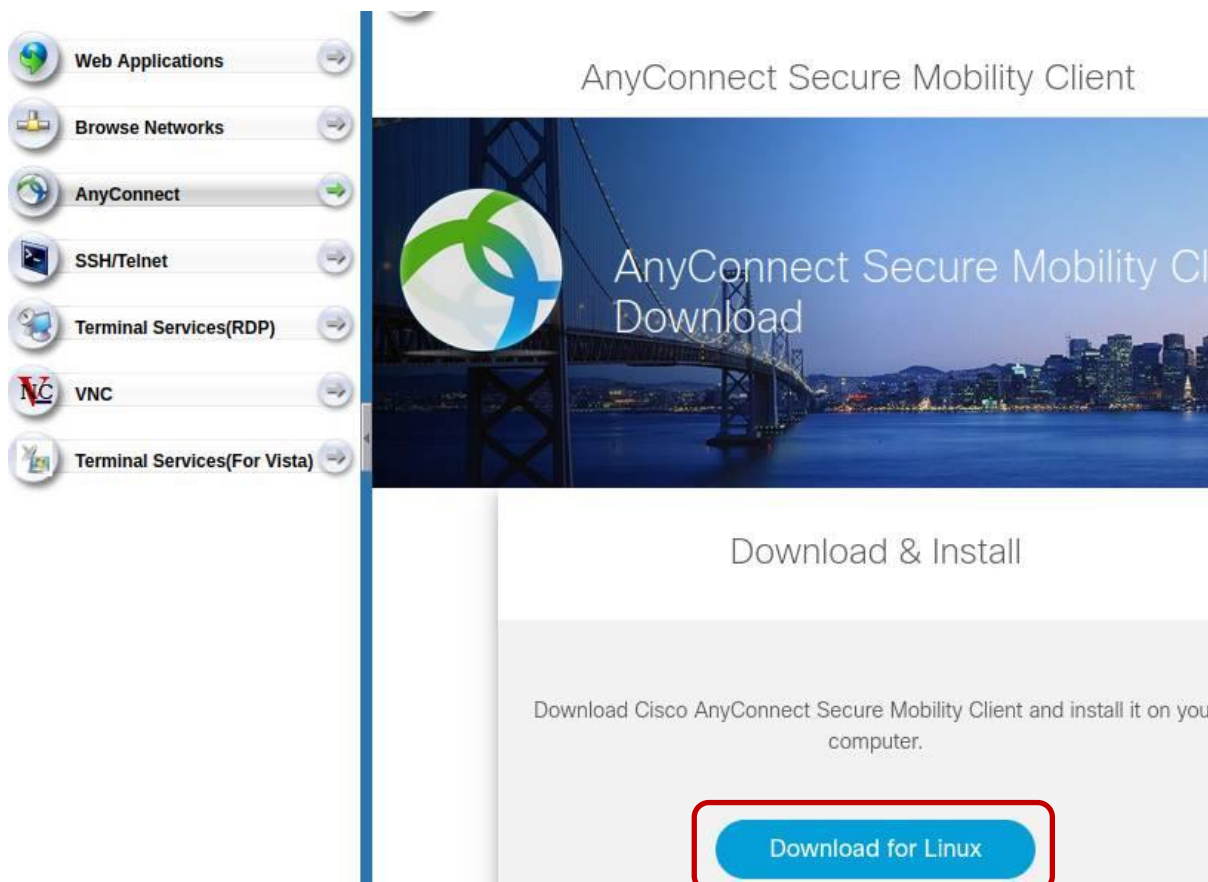 Web Applications
Browse Networks
AnyConnect
SSH/Telnet
Terminal Services(RDP)
VNC
VNC
Terminal Services(For Vista)
AnyConnect Secure Mobility Client
AnyConnect Secure Mobility Cl
Download
Download & Install
Download Cisco AnyConnect Secure Mobility Client and install it on you
computer.
Download for Linux